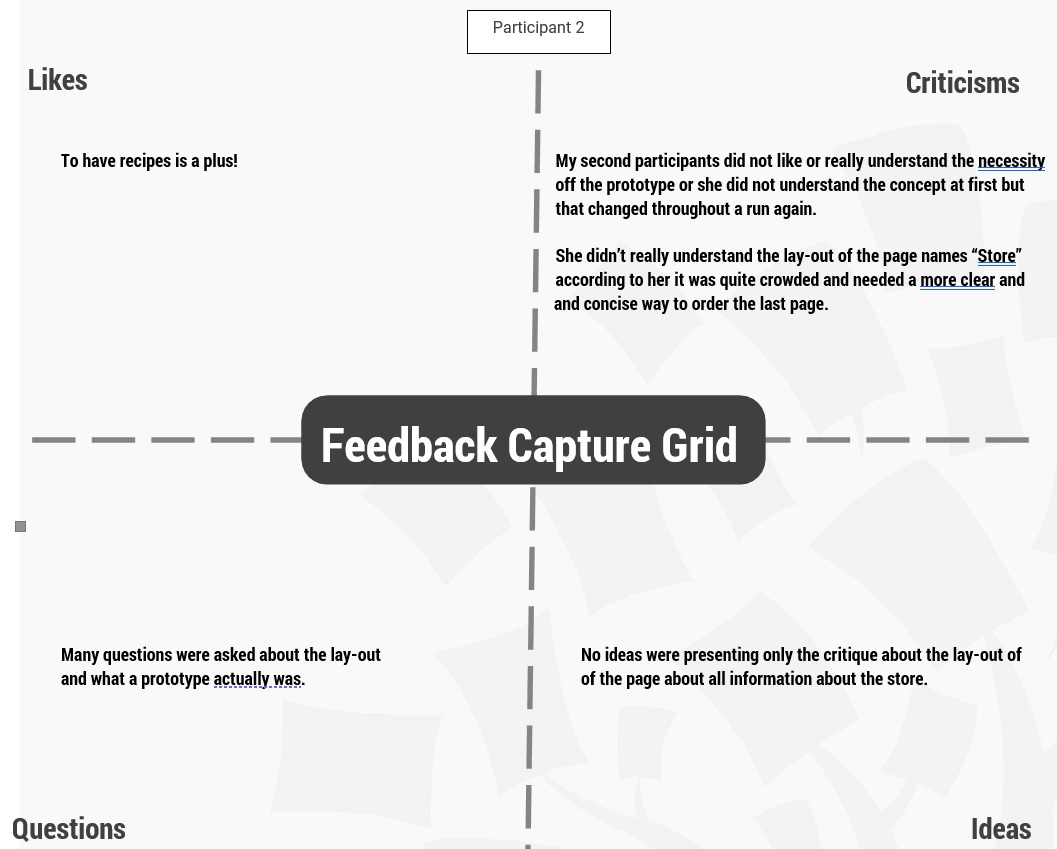 Participant 2
Likes
Criticisms
To have recipes is a plus!
My second participants did not like or really understand the necessity
off the prototype or she did not understand the concept at first but
that changed throughout a run again.
She didn’t really understand the lay-out of the page names “Store”
according to her it was quite crowded and needed a more clear and
and concise way to order the last page.
Feedback Capture Grid
Many questions were asked about the lay-out
and what a prototype actually was.
No ideas were presenting only the critique about the lay-out of
of the page about all information about the store.
Questions
Ideas